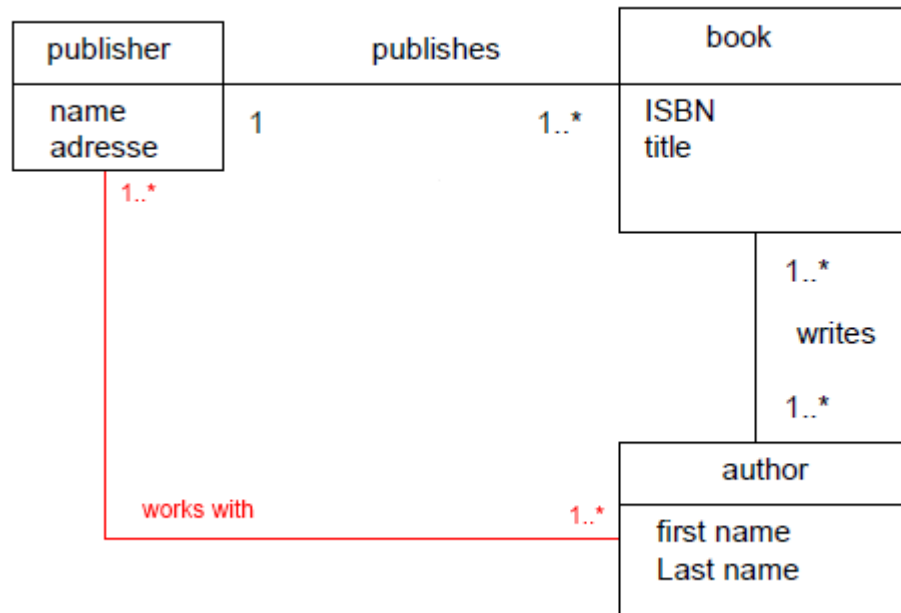 publisher
publishes
book
name
adresse
1
1..*
ISBN
title
1..*
1..*
writes
1..*
author
works with
1..*
first name
Last name